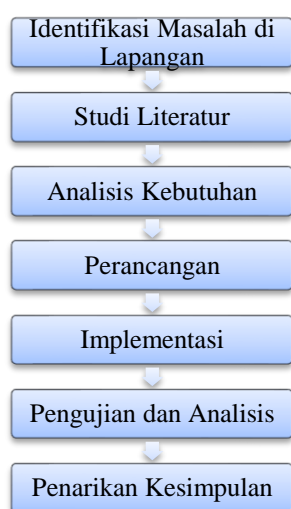 Identifikasi Masalah di
Lapangan
Studi Literatur
Analisis Kebutuhan
Perancangan
Implementasi
Pengujian dan Analisis
Penarikan Kesimpulan